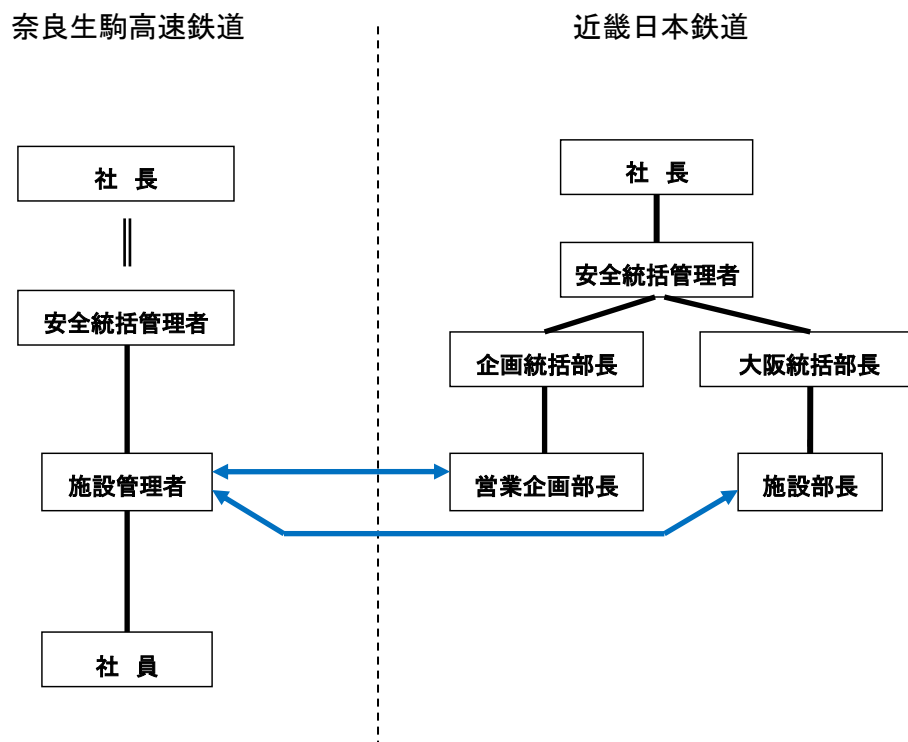 奈良生駒高速鉄道
近畿日本鉄道
社 長
社 長
安全統括管理者
安全統括管理者
企画統括部長
大阪統括部長
施設管理者
営業企画部長
施設部長
社 員